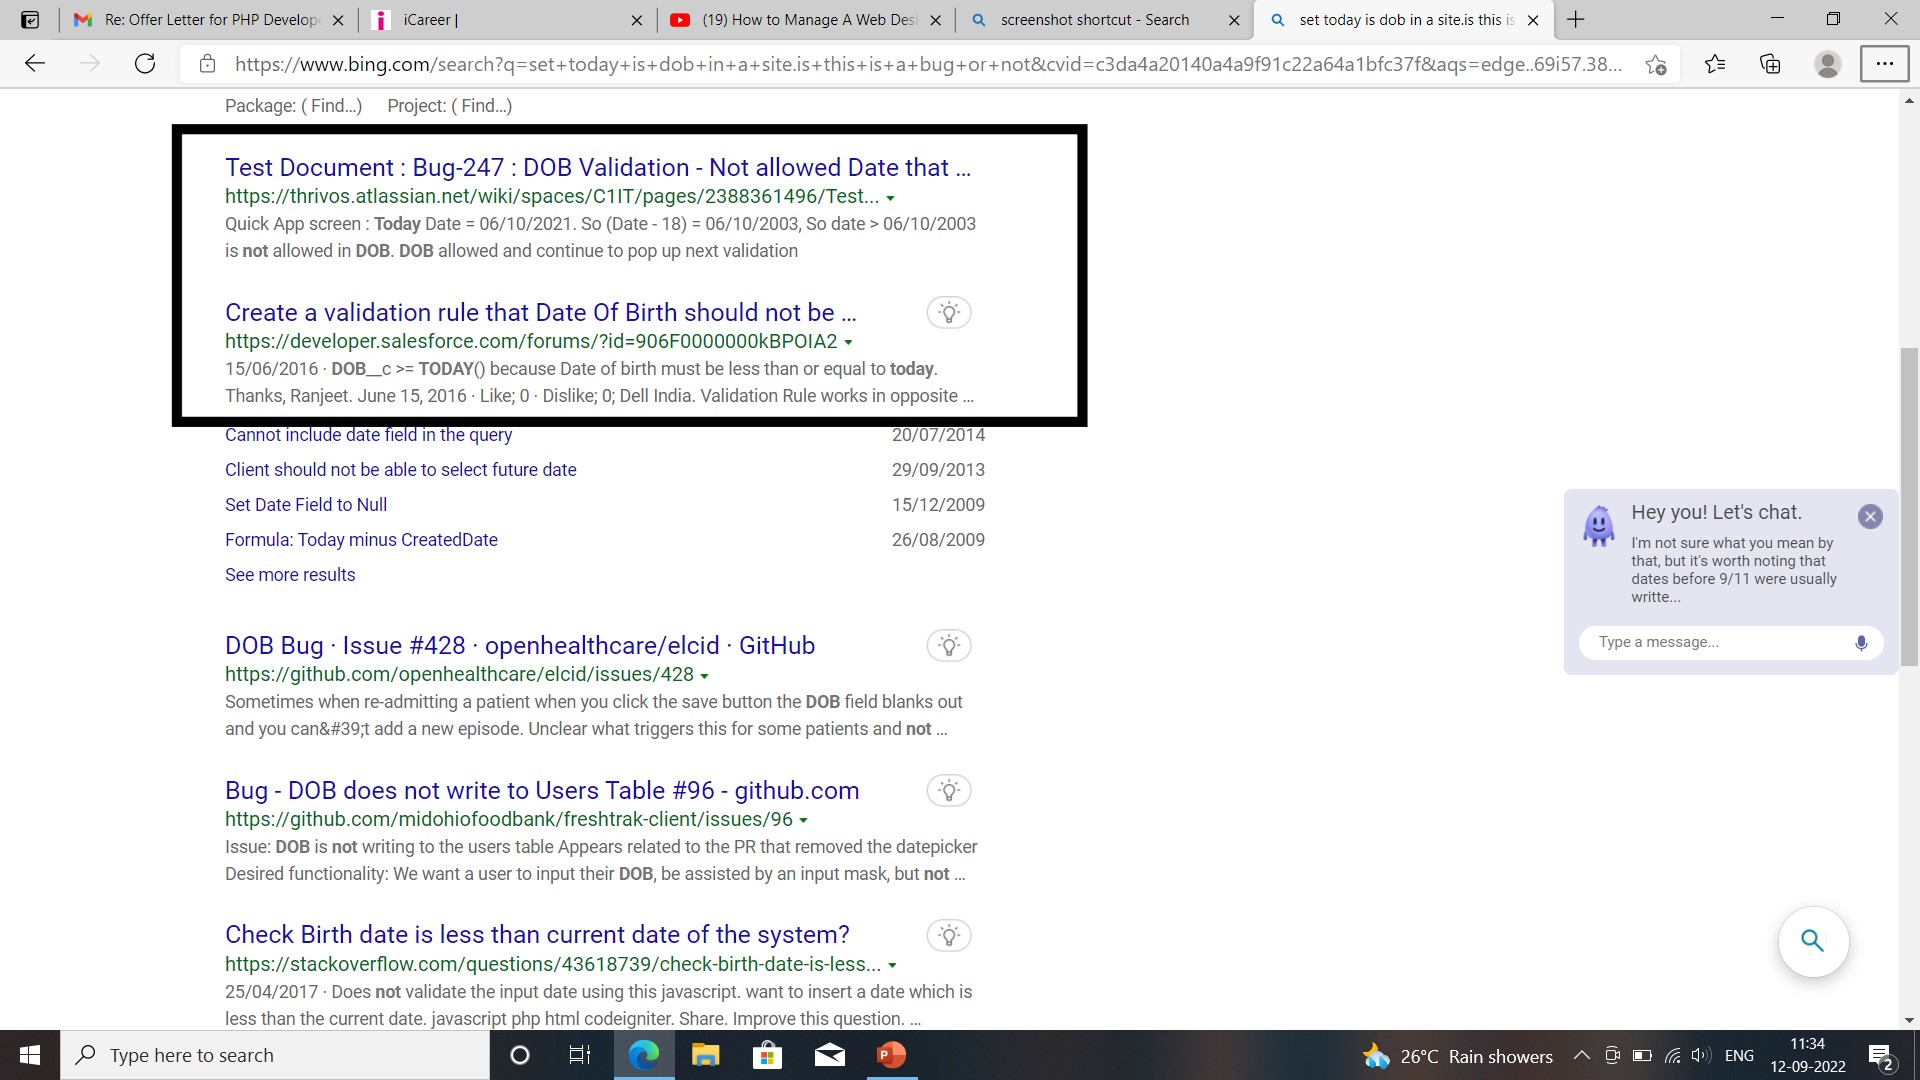 Re: Offer Letter for PHP Develope
iCareer |
(19) How to Manage A Web Des
screenshot shortcut - Search
set today is dob in a site.is this is
https://www.bing.com/search?q=set+today+is+dob+in+a+site.is+this+is+a+bug+or+not&cvid=c3da4a20140a4a9f91c22a64a1bfc37f&aqs=edge..69i57.38...
Package: ( Find...) Project: ( Find...)
Test Document : Bug-247 : DOB Validation - Not allowed Date that ...
https://thrivos.atlassian.net/wiki/spaces/C1IT/pages/2388361496/Test...
Quick App screen : Today Date = 06/10/2021. So (Date - 18) = 06/10/2003, So date > 06/10/2003
is not allowed in DOB. DOB allowed and continue to pop up next validation
Create a validation rule that Date Of Birth should not be ...
https://developer.salesforce.com/forums/?id=906F0000000kBPOIA2
15/06/2016 · DOB__c >= TODAY() because Date of birth must be less than or equal to today.
Thanks, Ranjeet. June 15, 2016 · Like; 0 · Dislike; 0; Dell India. Validation Rule works in opposite ...
Cannot include date field in the query 20/07/2014
Client should not be able to select future date 29/09/2013
Set Date Field to Null 15/12/2009
Formula: Today minus CreatedDate 26/08/2009
See more results
DOB Bug · Issue #428 · openhealthcare/elcid · GitHub
https://github.com/openhealthcare/elcid/issues/428
Sometimes when re-admitting a patient when you click the save button the DOB field blanks out
and you can&#39;t add a new episode. Unclear what triggers this for some patients and not ...
Bug - DOB does not write to Users Table #96 - github.com
https://github.com/midohiofoodbank/freshtrak-client/issues/96
Issue: DOB is not writing to the users table Appears related to the PR that removed the datepicker
Desired functionality: We want a user to input their DOB, be assisted by an input mask, but not ...
Check Birth date is less than current date of the system?
https://stackoverflow.com/questions/43618739/check-birth-date-is-less...
25/04/2017 · Does not validate the input date using this javascript. want to insert a date which is
less than the current date. javascript php html codeigniter. Share. Improve this question. ...
Hey you! Let's chat.
I'm not sure what you mean by
that, but it's worth noting that
dates before 9/11 were usually
writte...
Type a message...
Type here to search
P
26°C Rain showers
ENG
11:34
12-09-2022
2